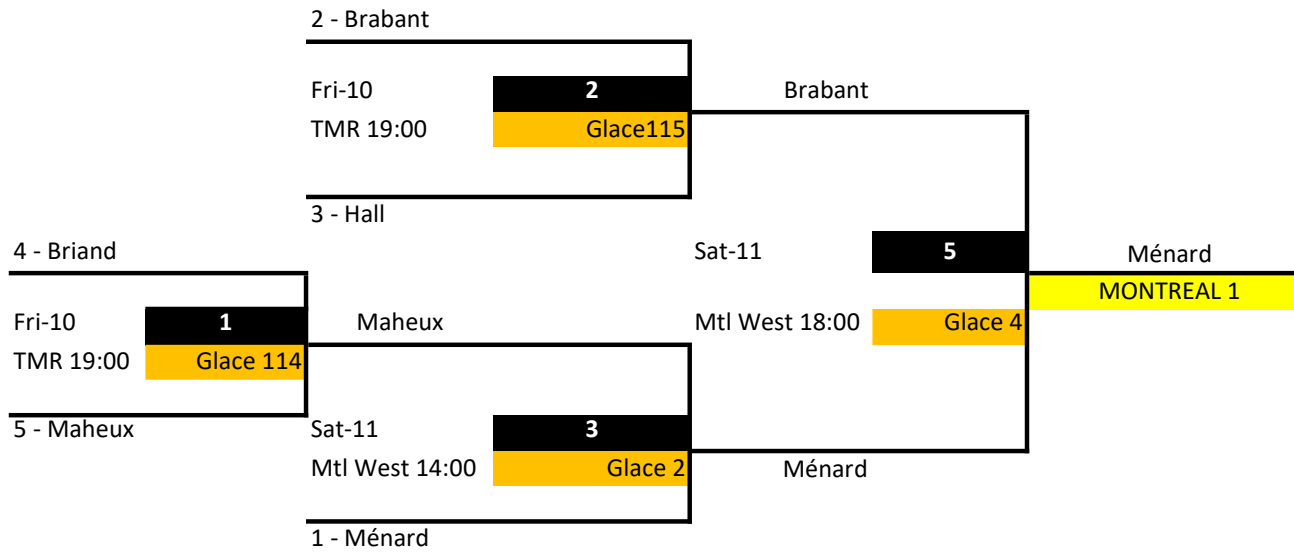 2 - Brabant
Fri-10 2 Brabant
TMR 19:00 Glace115
3 - Hall
4 - Briand Sat-11 5 Ménard
MONTREAL 1
Fri-10 1 Maheux Mtl West 18:00 Glace 4
TMR 19:00 Glace 114
5 - Maheux Sat-11 3
Mtl West 14:00 Glace 2 Ménard
1 - Ménard